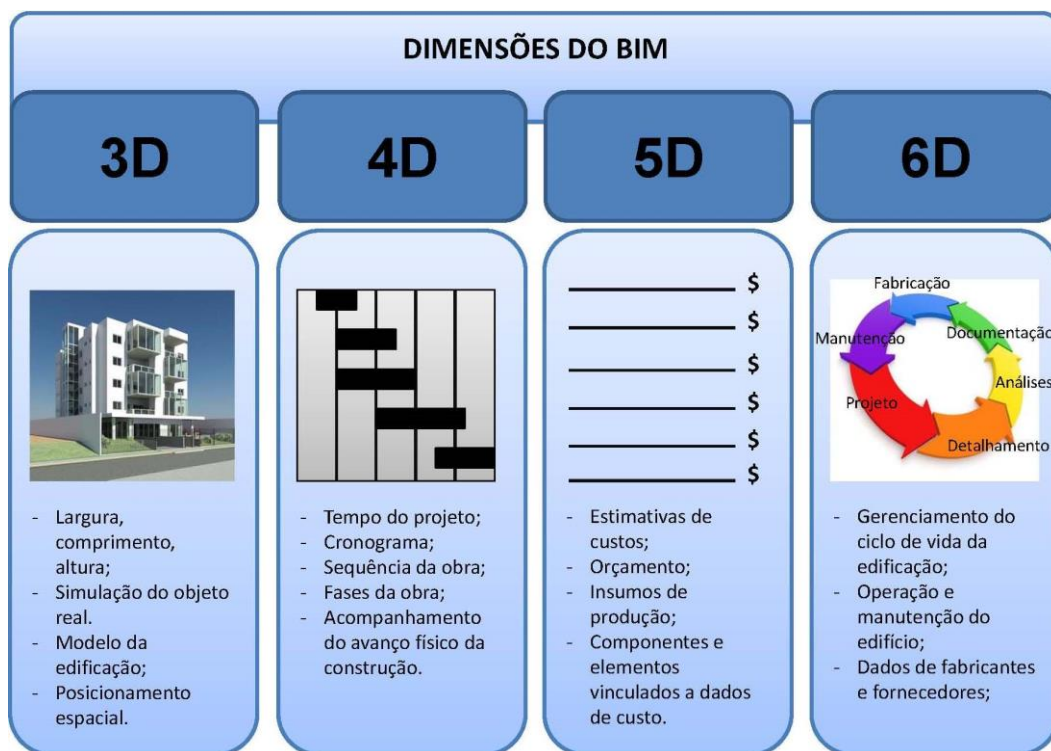 DIMENSÕES DO BIM
3D
4D
5D
6D
- Largura,
comprimento,
altura;
- Simulação do objeto
real.
- Modelo da
edificação;
- Posicionamento
espacial.
- Tempo do projeto;
- Cronograma;
- Sequência da obra;
- Fases da obra;
- Acompanhamento
do avanço físico da
construção.
$
$
$
$
$
$
- Estimativas de
custos;
- Orçamento;
- Insumos de
produção;
- Componentes e
elementos
vinculados a dados
de custo.
Fabricação
Documentação
Manutenção
Análises
Projeto
Detalhamento
- Gerenciamento do
ciclo de vida da
edificação;
- Operação e
manutenção do
edifício;
- Dados de fabricantes
e fornecedores;